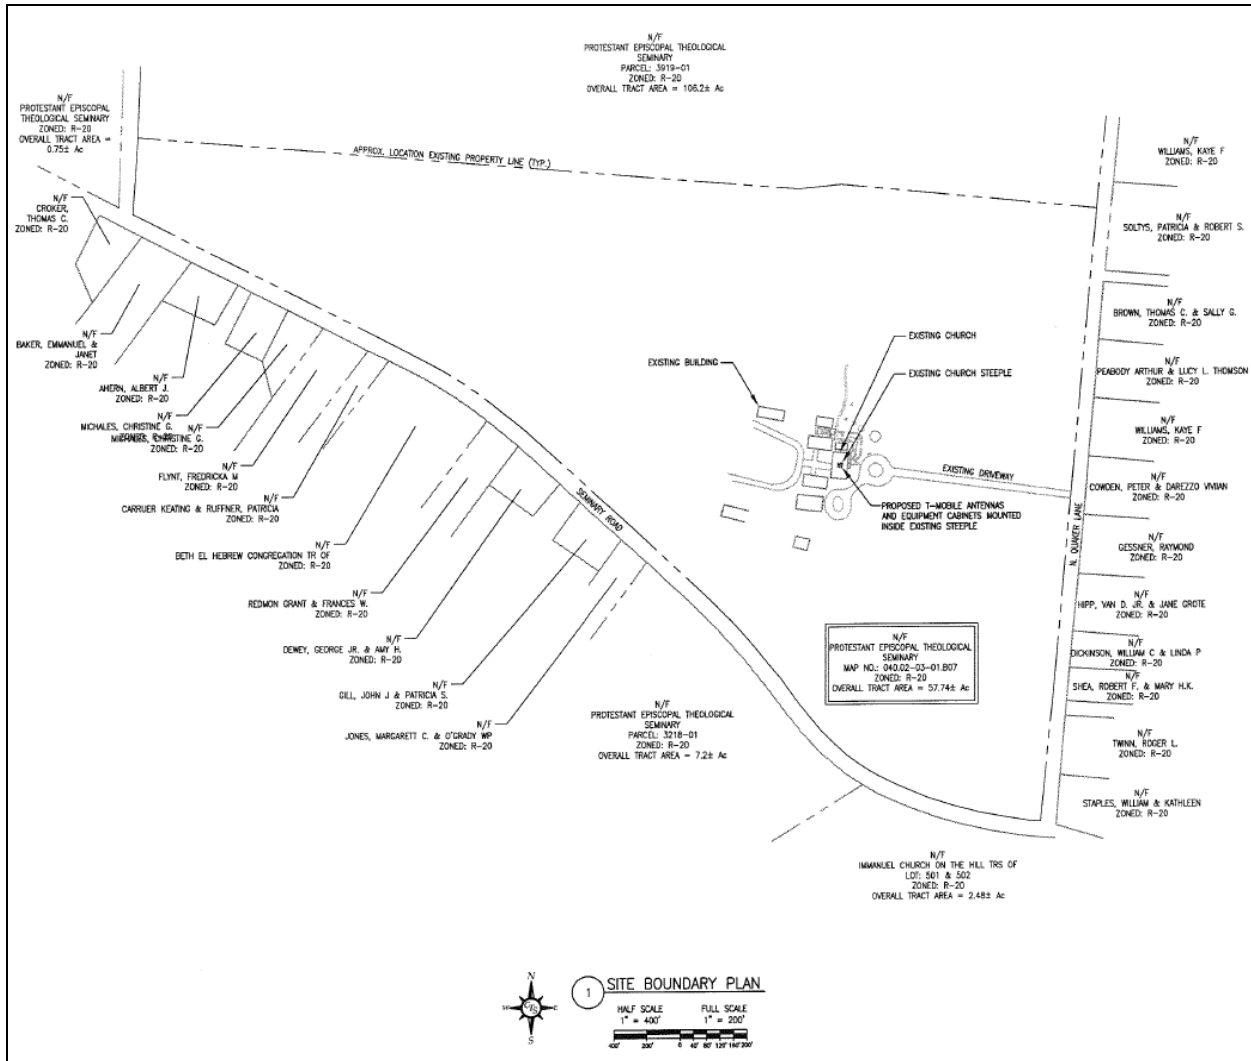 N/F
PROTESTANT EPISCOPAL THEOLOGICAL
SEMINARY
PARCEL: 3919-01
ZONED: R-20
OVERALL TRACT AREA = 106.2± Ac
N/F
PROTESTANT EPISCOPAL
THEOLOGICAL SEMINARY
ZONED: R-20
OVERALL TRACT AREA =
0.75± Ac
APPROX. LOCATION EXISTING PROPERTY LINE (TYP.)
N/F
CROKER,
THOMAS C.
ZONED: R-20
N/F
BAKER, EMMANUEL &
JANET
ZONED: R-20
N/F
AHERN, ALBERT J.
ZONED: R-20
N/F
MICHALES, CHRISTINE G.
ZONED: R-20
MICHALES, CHRISTINE G.
ZONED: R-20
N/F
FLYNT, FREDRICKA M
ZONED: R-20
N/F
CARRUER KEATING & RUFFNER, PATRICIA
ZONED: R-20
N/F
BETH EL HEBREW CONGREGATION TR OF
ZONED: R-20
N/F
REDMON GRANT & FRANCES W.
ZONED: R-20
N/F
DEWEY, GEORGE JR. & AMY H.
ZONED: R-20
N/F
GILL, JOHN J & PATRICIA S.
ZONED: R-20
N/F
JONES, MARGARETT C. & O'GRADY WP
ZONED: R-20
SEMINARY ROAD
N/F
PROTESTANT EPISCOPAL THEOLOGICAL
SEMINARY
PARCEL: 3218-01
ZONED: R-20
OVERALL TRACT AREA = 7.2± Ac
EXISTING BUILDING
EXISTING CHURCH
EXISTING CHURCH STEEPLE
EXISTING DRIVEWAY
PROPOSED T-MOBILE ANTENNAS
AND EQUIPMENT CABINETS MOUNTED
INSIDE EXISTING STEEPLE
N. QUAKER LANE
N/F
PROTESTANT EPISCOPAL THEOLOGICAL
SEMINARY
MAP NO.: 040.02-03-01.B07
ZONED: R-20
OVERALL TRACT AREA = 57.74± Ac
N/F
WILLIAMS, KAYE F
ZONED: R-20
N/F
SOLTYS, PATRICIA & ROBERT S.
ZONED: R-20
N/F
BROWN, THOMAS C. & SALLY G.
ZONED: R-20
N/F
PEABODY ARTHUR & LUCY L. THOMSON
ZONED: R-20
N/F
WILLIAMS, KAYE F
ZONED: R-20
N/F
COWDEN, PETER & DAREZZO VIVIAN
ZONED: R-20
N/F
GESSNER, RAYMOND
ZONED: R-20
N/F
HIPP, VAN D. JR. & JANE GROTE
ZONED: R-20
N/F
DICKINSON, WILLIAM C & LINDA P
ZONED: R-20
N/F
SHEA, ROBERT F. & MARY H.K.
ZONED: R-20
N/F
TWINN, ROGER L.
ZONED: R-20
N/F
STAPLES, WILLIAM & KATHLEEN
ZONED: R-20
N/F
IMMANUEL CHURCH ON THE HILL TRS OF
LOT: 501 & 502
ZONED: R-20
OVERALL TRACT AREA = 2.48± Ac
N
S
1
SITE BOUNDARY PLAN
HALF SCALE
1" = 400'
FULL SCALE
1" = 200'
400' 200' 0 40' 80' 120' 160' 200'